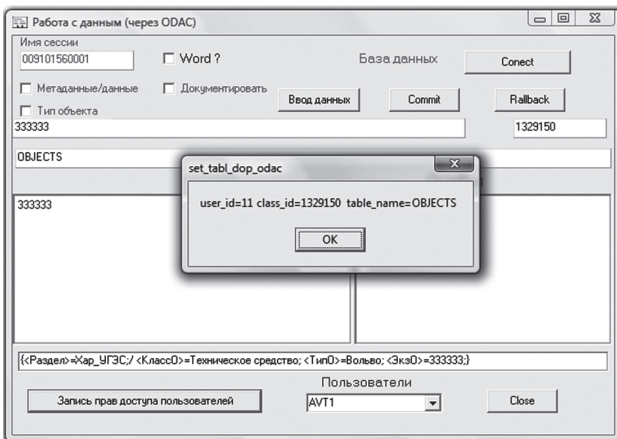 Работа с данным (через ODAC)
Имя сессии
009101560001
Word ?
База данных
Conect
Метаданные/данные
Документировать
Ввод данных
Commit
Rallback
Тип объекта
333333
1329150
OBJECTS
set_tabl_dop_odac
user_id=11 class_id=1329150 table_name=OBJECTS
OK
333333
{<Раздел>=Хар_УГЭС;/ <КлассО>=Техническое средство; <ТипО>=Вольво; <ЭкзО>=333333;}
Пользователи
Запись прав доступа пользователей
AVT1
Close